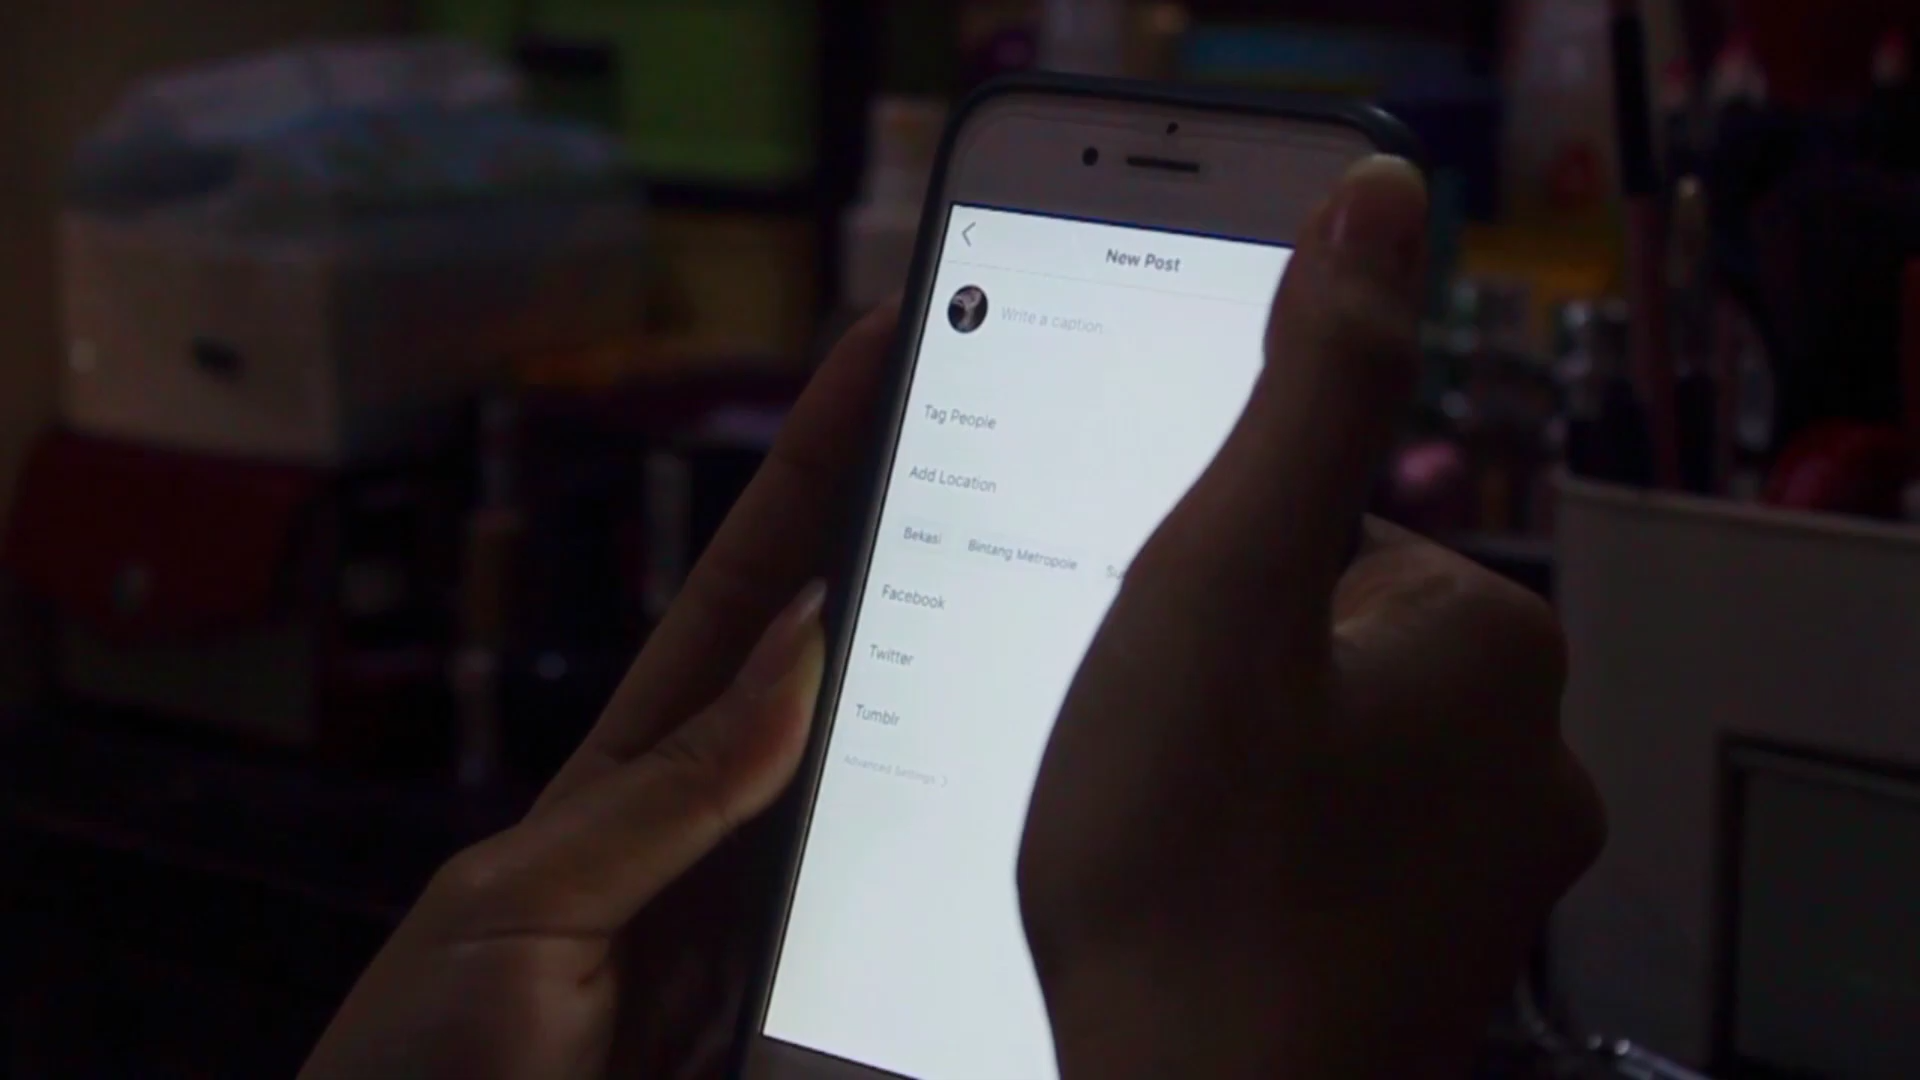 New Post
Write a caption
Tag People
Add Location
Bekasi Bintang Metropole
Facebook
Twitter
Tumblr
Advanced Settings